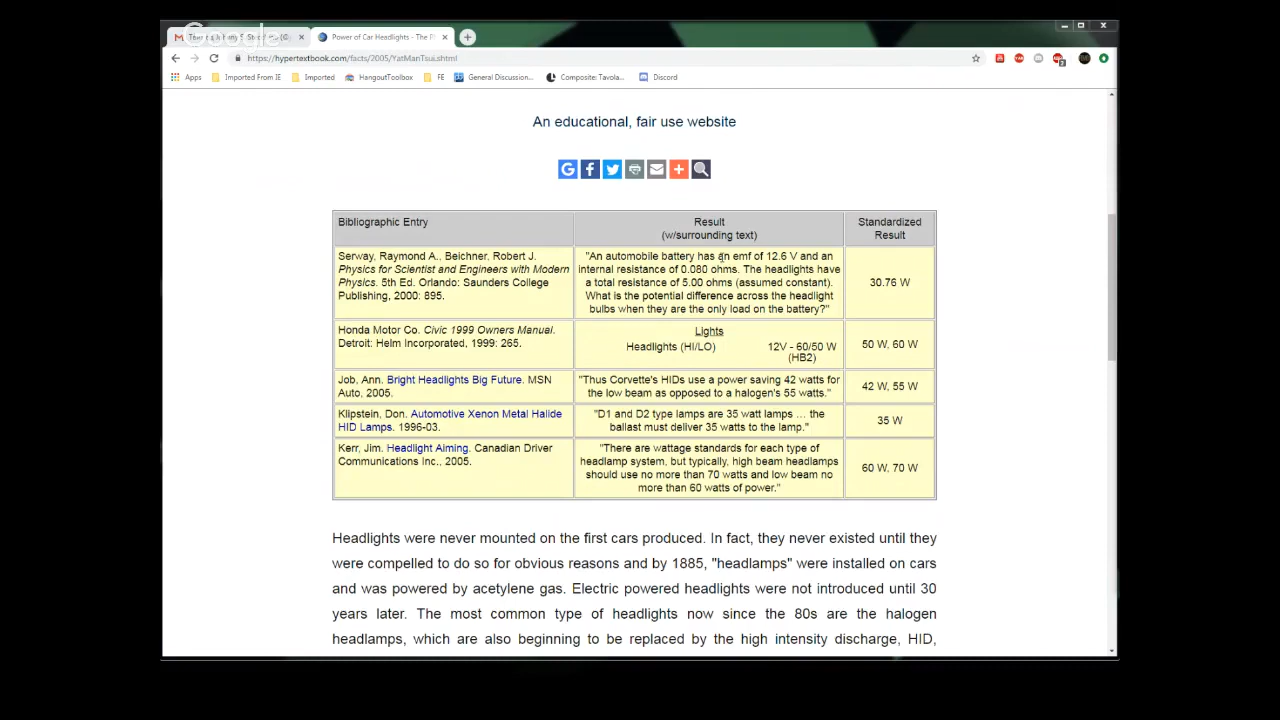 Google
Power of Car Headlights - The P
https://hypertextbook.com/facts/2005/YatManTsui.shtml
Apps Imported From IE Imported HangoutToolbox FE General Discussion... Composite: Tavola... Discord
An educational, fair use website
Bibliographic Entry
Result
(w/surrounding text)
Standardized
Result
Serway, Raymond A., Beichner, Robert J.
Physics for Scientist and Engineers with Modern
Physics. 5th Ed. Orlando: Saunders College
Publishing, 2000: 895.
"An automobile battery has an emf of 12.6 V and an
internal resistance of 0.080 ohms. The headlights have
a total resistance of 5.00 ohms (assumed constant).
What is the potential difference across the headlight
bulbs when they are the only load on the battery?"
30.76 W
Honda Motor Co. Civic 1999 Owners Manual.
Detroit: Helm Incorporated, 1999: 265.
Lights
Headlights (HI/LO) 12V - 60/50 W
(HB2)
50 W, 60 W
Job, Ann. Bright Headlights Big Future. MSN
Auto, 2005.
"Thus Corvette's HIDs use a power saving 42 watts for
the low beam as opposed to a halogen's 55 watts."
42 W, 55 W
Klipstein, Don. Automotive Xenon Metal Halide
HID Lamps. 1996-03.
"D1 and D2 type lamps are 35 watt lamps … the
ballast must deliver 35 watts to the lamp."
35 W
Kerr, Jim. Headlight Aiming. Canadian Driver
Communications Inc., 2005.
"There are wattage standards for each type of
headlamp system, but typically, high beam headlamps
should use no more than 70 watts and low beam no
more than 60 watts of power."
60 W, 70 W
Headlights were never mounted on the first cars produced. In fact, they never existed until they
were compelled to do so for obvious reasons and by 1885, "headlamps" were installed on cars
and was powered by acetylene gas. Electric powered headlights were not introduced until 30
years later. The most common type of headlights now since the 80s are the halogen
headlamps, which are also beginning to be replaced by the high intensity discharge, HID,